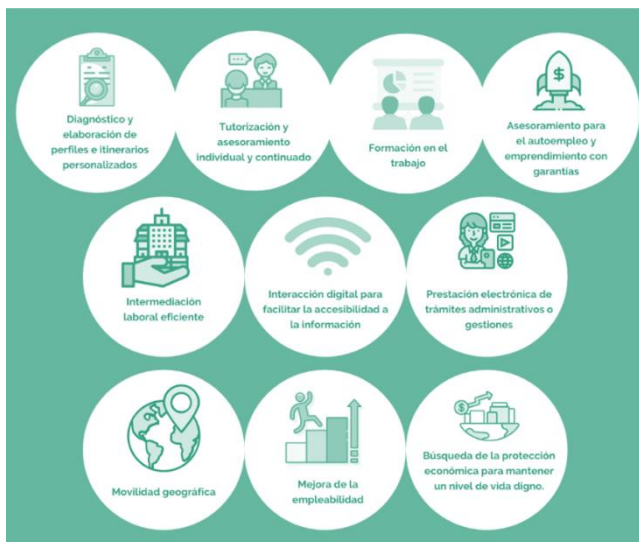 Diagnóstico y
elaboración de
perfiles e itinerarios
personalizados
Tutorización y
asesoramiento
individual y continuado
Formación en el
trabajo
Asesoramiento para
el autoempleo y
emprendimiento con
garantías
Intermediación
laboral eficiente
Interacción digital para
facilitar la accesibilidad a
la información
Prestación electrónica de
trámites administrativos o
gestiones
Movilidad geográfica
Mejora de la
empleabilidad
Búsqueda de la protección
económica para mantener
un nivel de vida digno.